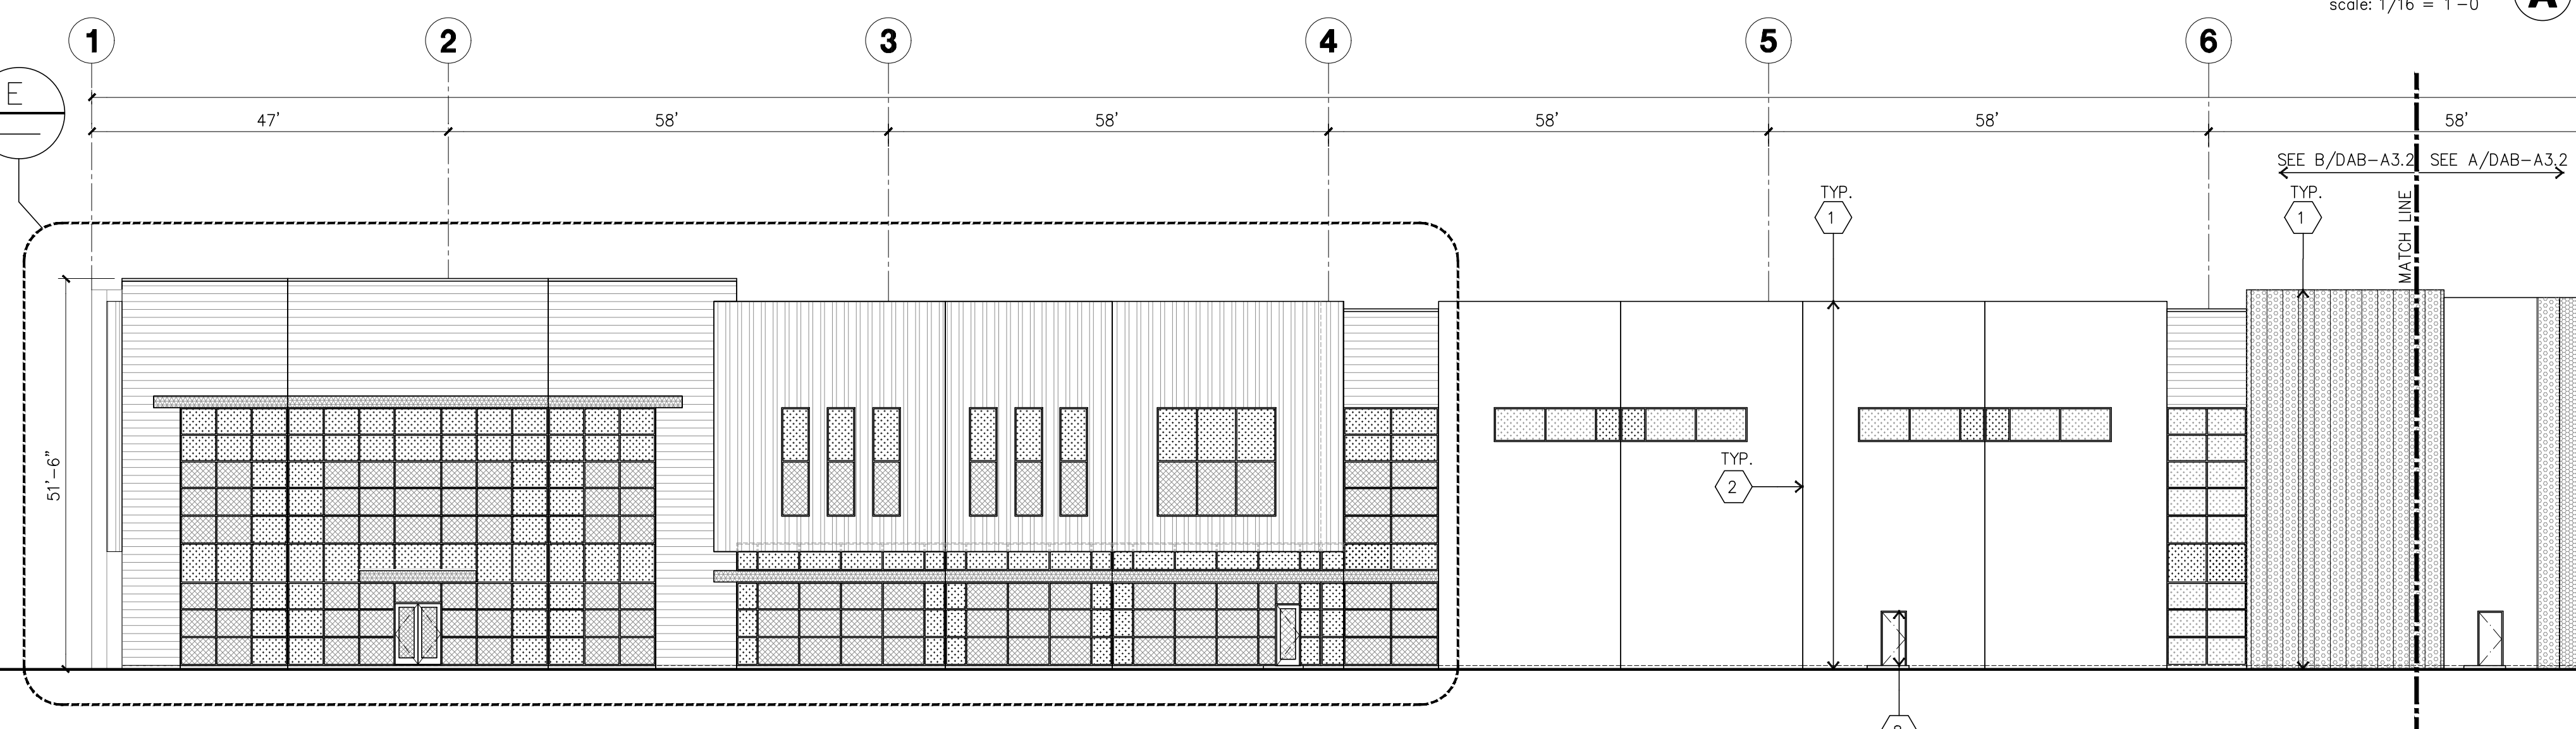 scale: 1/16 = 1-0
A
1
2
3
4
5
6
E
47'
58'
58'
58'
58'
58'
SEE B/DAB-A3.2
SEE A/DAB-A3.2
TYP.
1
TYP.
1
MATCH LINE
51'-6"
TYP.
2